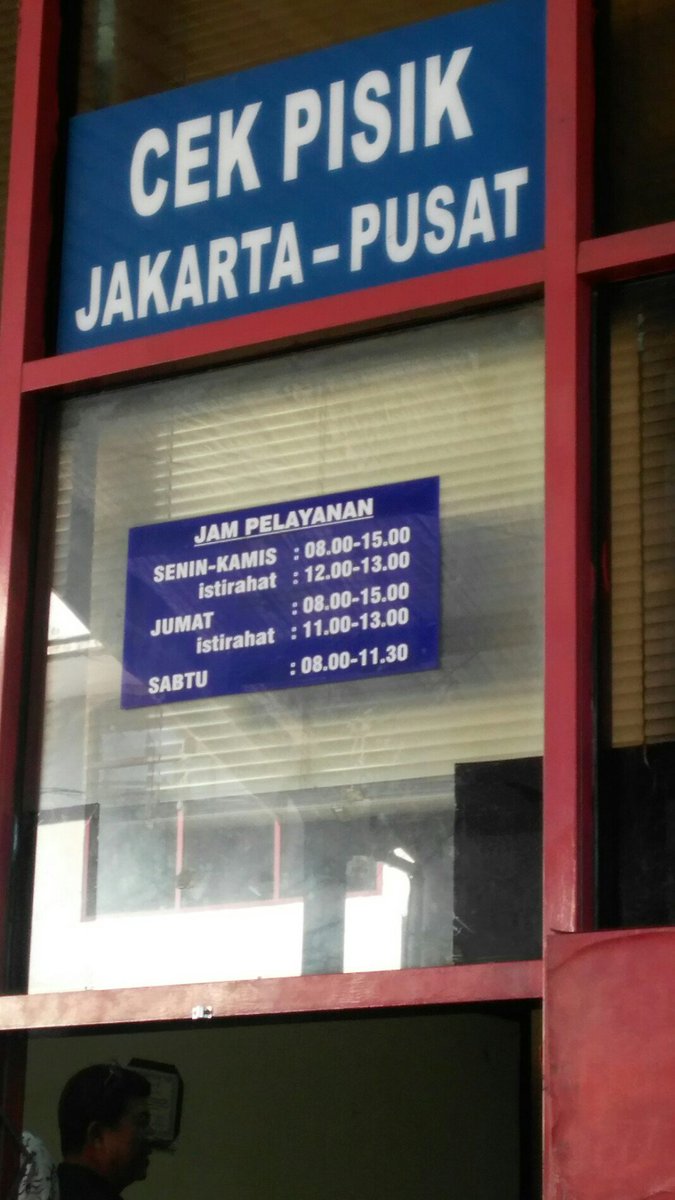 CEK PISIK
JAKARTA-PUSAT
JAM PELAYANAN
SENIN-KAMIS : 08.00-15.00
istirahat : 12.00-13.00
JUMAT : 08.00-15.00
istirahat : 11.00-13.00
SABTU : 08.00-11.30